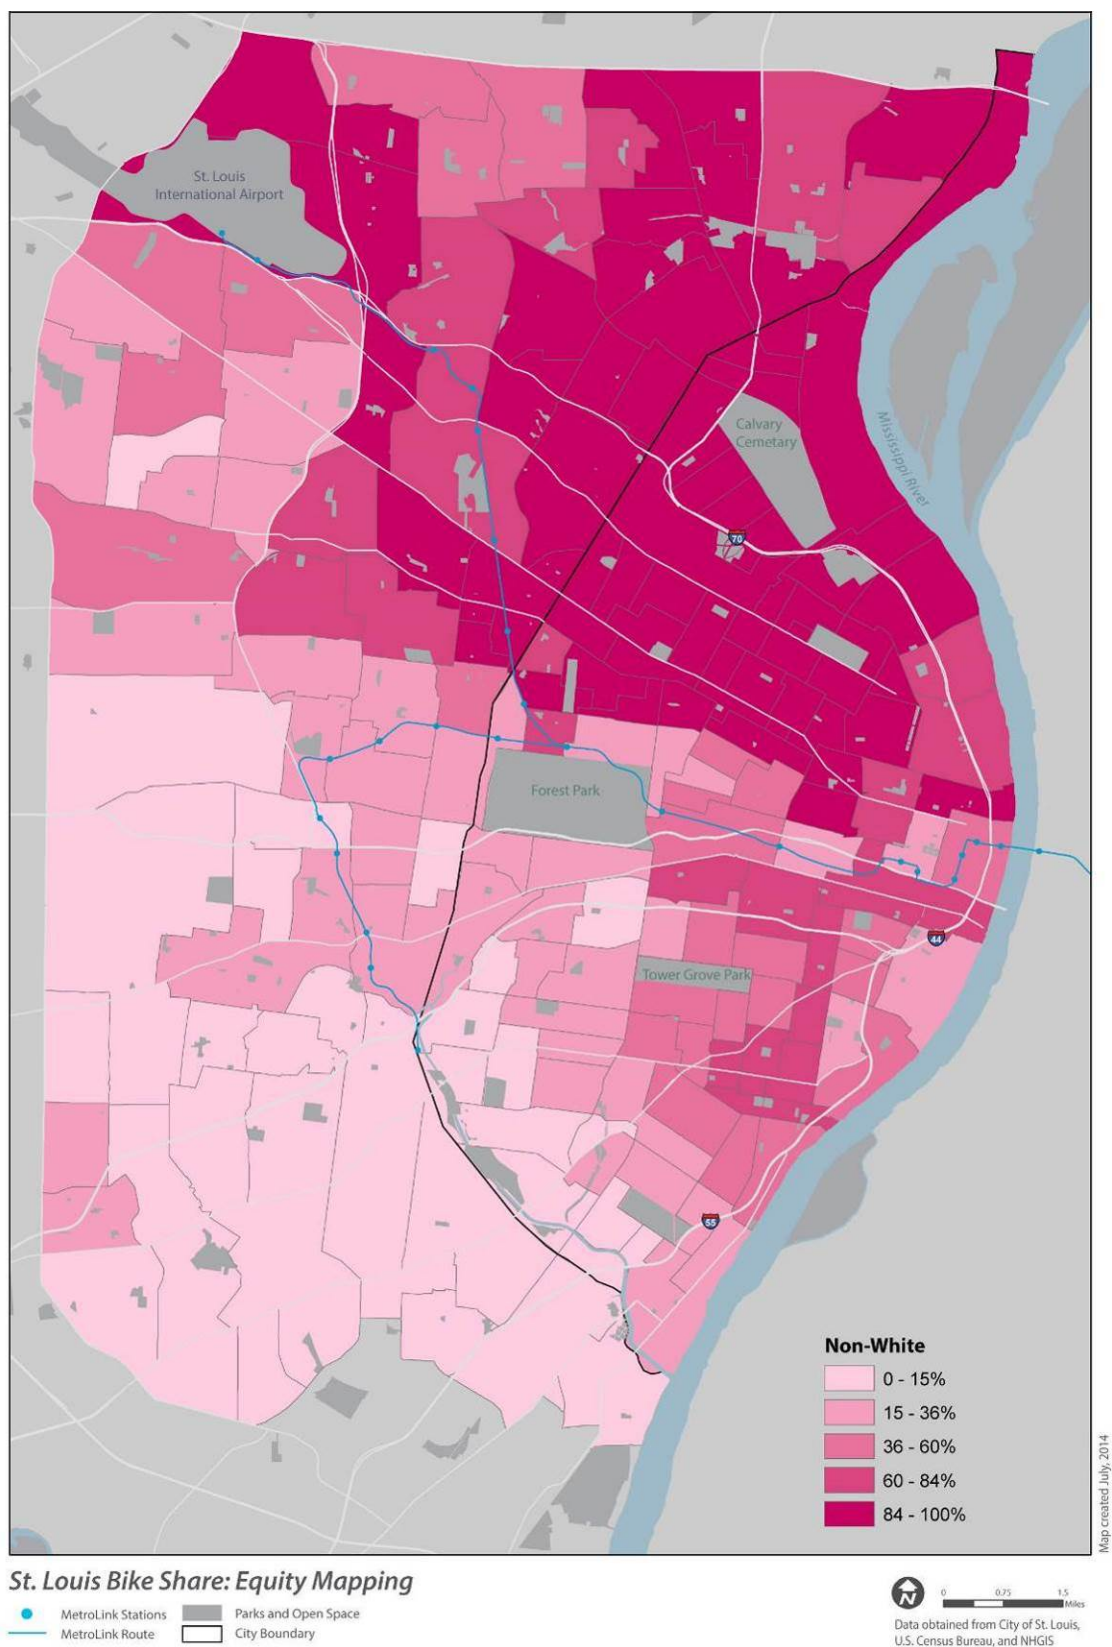 St. Louis
International Airport
Calvary
Cemetary
Mississippi River
70
Forest Park
44
Tower Grove Park
55
Non-White
0 - 15%
15 - 36%
36 - 60%
60 - 84%
84 - 100%
Map created July, 2014
St. Louis Bike Share: Equity Mapping
MetroLink Stations
Parks and Open Space
MetroLink Route
City Boundary
N
0 0.75 1.5
Miles
Data obtained from City of St. Louis,
U.S. Census Bureau, and NHGIS